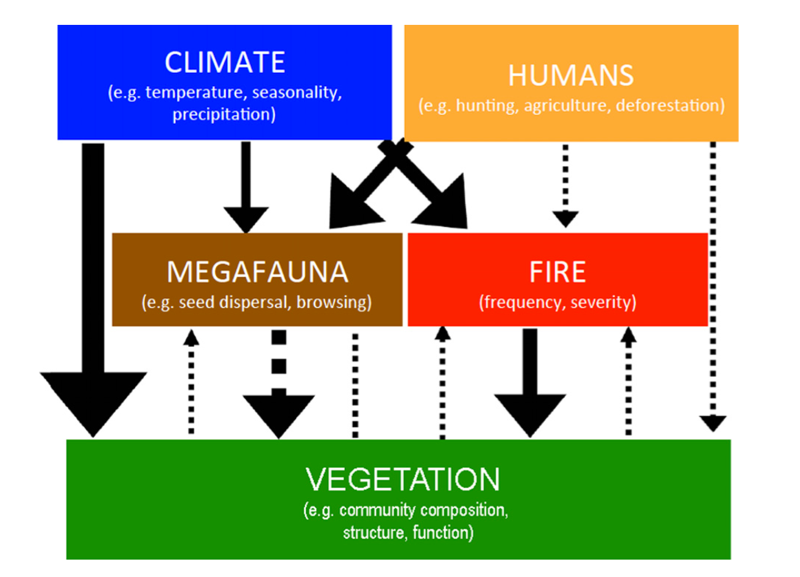 CLIMATE
(e.g. temperature, seasonality,
precipitation)
HUMANS
(e.g. hunting, agriculture, deforestation)
MEGAFAUNA
(e.g. seed dispersal, browsing)
FIRE
(frequency, severity)
VEGETATION
(e.g. community composition,
structure, function)